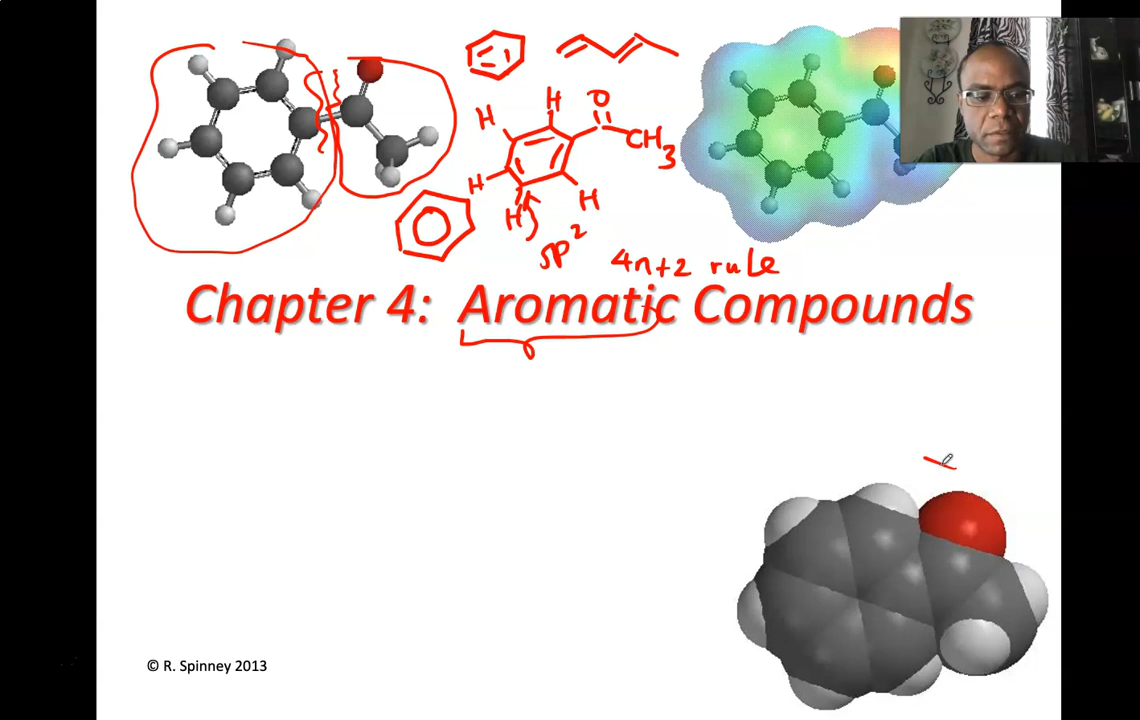 O
H
H
CH3
H
H
H
sp2
4n+2 rule
Chapter 4: Aromatic Compounds
© R. Spinney 2013